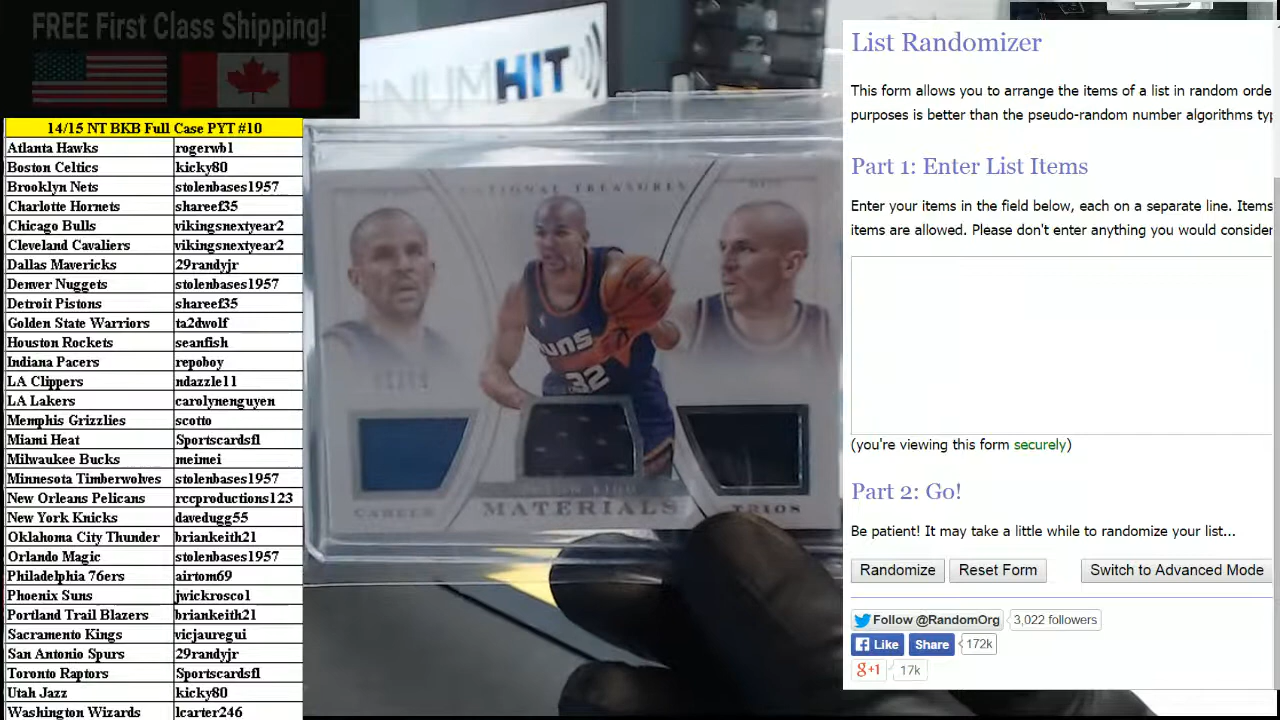 FREE First Class Shipping!
14/15 NT BKB Full Case PYT #10
Atlanta Hawks rogerwb1
Boston Celtics kicky80
Brooklyn Nets stolenbases1957
Charlotte Hornets shareef35
Chicago Bulls vikingsnextyear2
Cleveland Cavaliers vikingsnextyear2
Dallas Mavericks 29randyjr
Denver Nuggets stolenbases1957
Detroit Pistons shareef35
Golden State Warriors ta2dwolf
Houston Rockets seanfish
Indiana Pacers repoboy
LA Clippers ndazzle11
LA Lakers carolynenguyen
Memphis Grizzlies scotto
Miami Heat Sportscardsfl
Milwaukee Bucks meimei
Minnesota Timberwolves stolenbases1957
New Orleans Pelicans rccproductions123
New York Knicks davedugg55
Oklahoma City Thunder briankeith21
Orlando Magic stolenbases1957
Philadelphia 76ers airtom69
Phoenix Suns jwickrosco1
Portland Trail Blazers briankeith21
Sacramento Kings vicjauregui
San Antonio Spurs 29randyjr
Toronto Raptors Sportscardsfl
Utah Jazz kicky80
Washington Wizards lcarter246
INUMHIT
NATIONAL TREASURES
SUNS
32
CAREER MATERIALS TRIOS
List Randomizer
This form allows you to arrange the items of a list in random orde
purposes is better than the pseudo-random number algorithms typ
Part 1: Enter List Items
Enter your items in the field below, each on a separate line. Items
items are allowed. Please don't enter anything you would consider
(you're viewing this form securely)
Part 2: Go!
Be patient! It may take a little while to randomize your list...
Randomize Reset Form Switch to Advanced Mode
Follow @RandomOrg 3,022 followers
Like Share 172k
g+1 17k